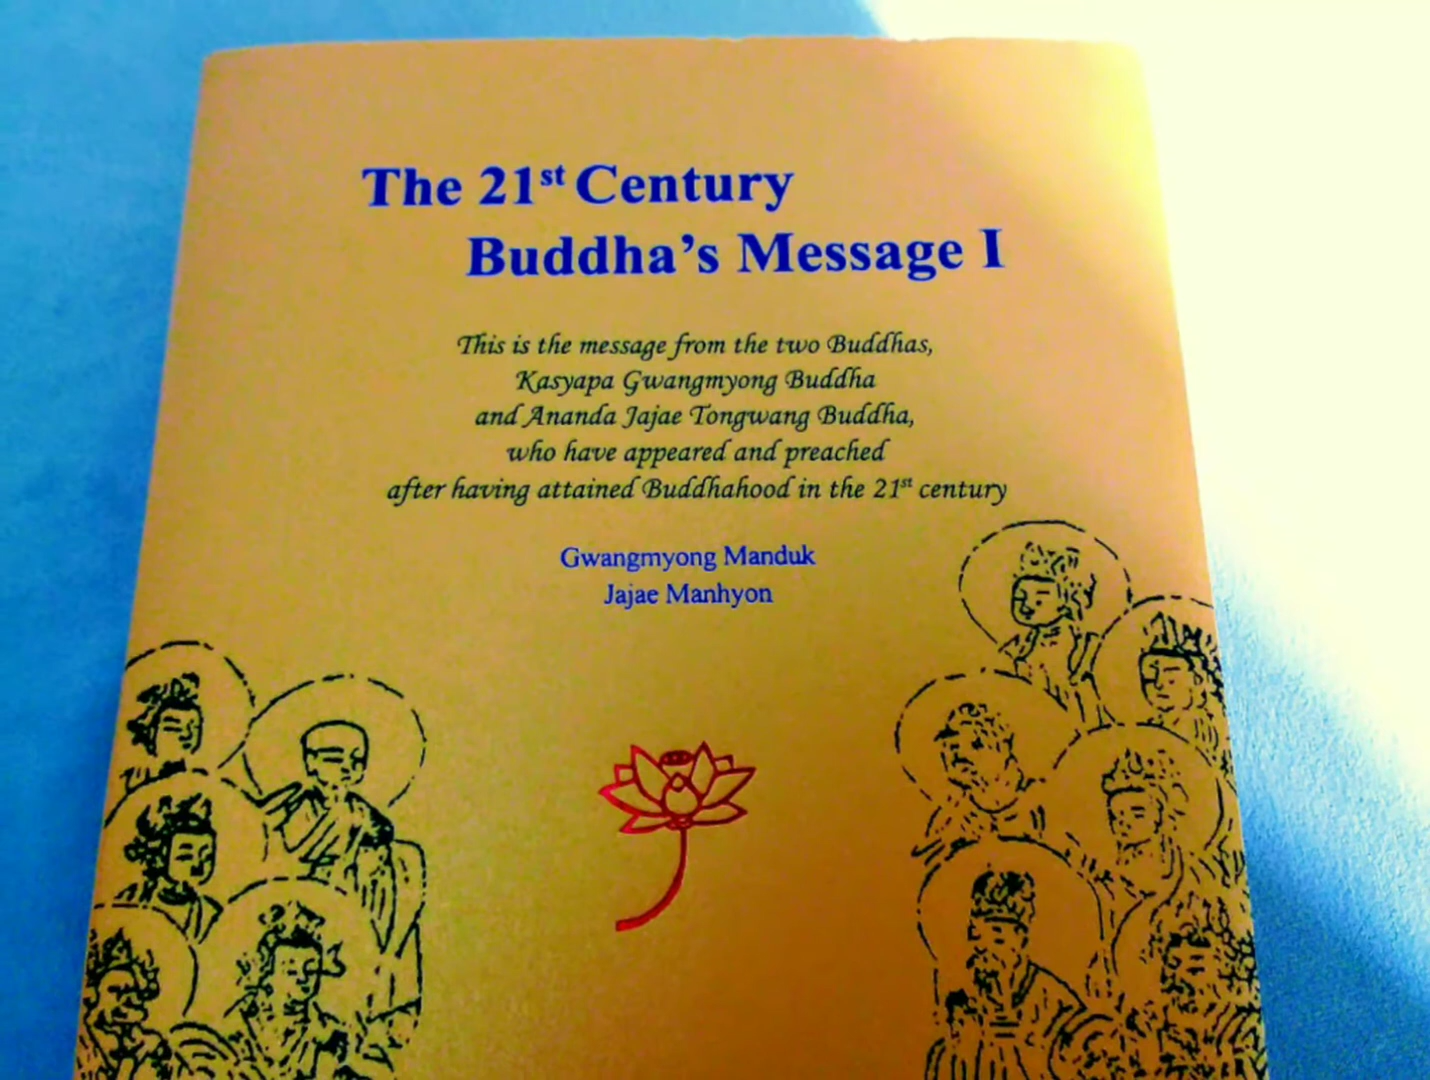 The 21st Century
Buddha's Message I
This is the message from the two Buddhas,
Kasyapa Gwangmyong Buddha
and Ananda Jajae Tongwang Buddha,
who have appeared and preached
after having attained Buddhahood in the 21st century
Gwangmyong Manduk
Jajae Manhyon